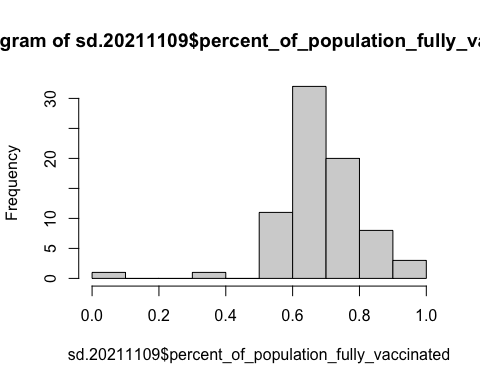 gram of sd.20211109$percent_of_population_fully_va
Frequency
30
20
10
5
0
0.0 0.2 0.4 0.6 0.8 1.0
sd.20211109$percent_of_population_fully_vaccinated